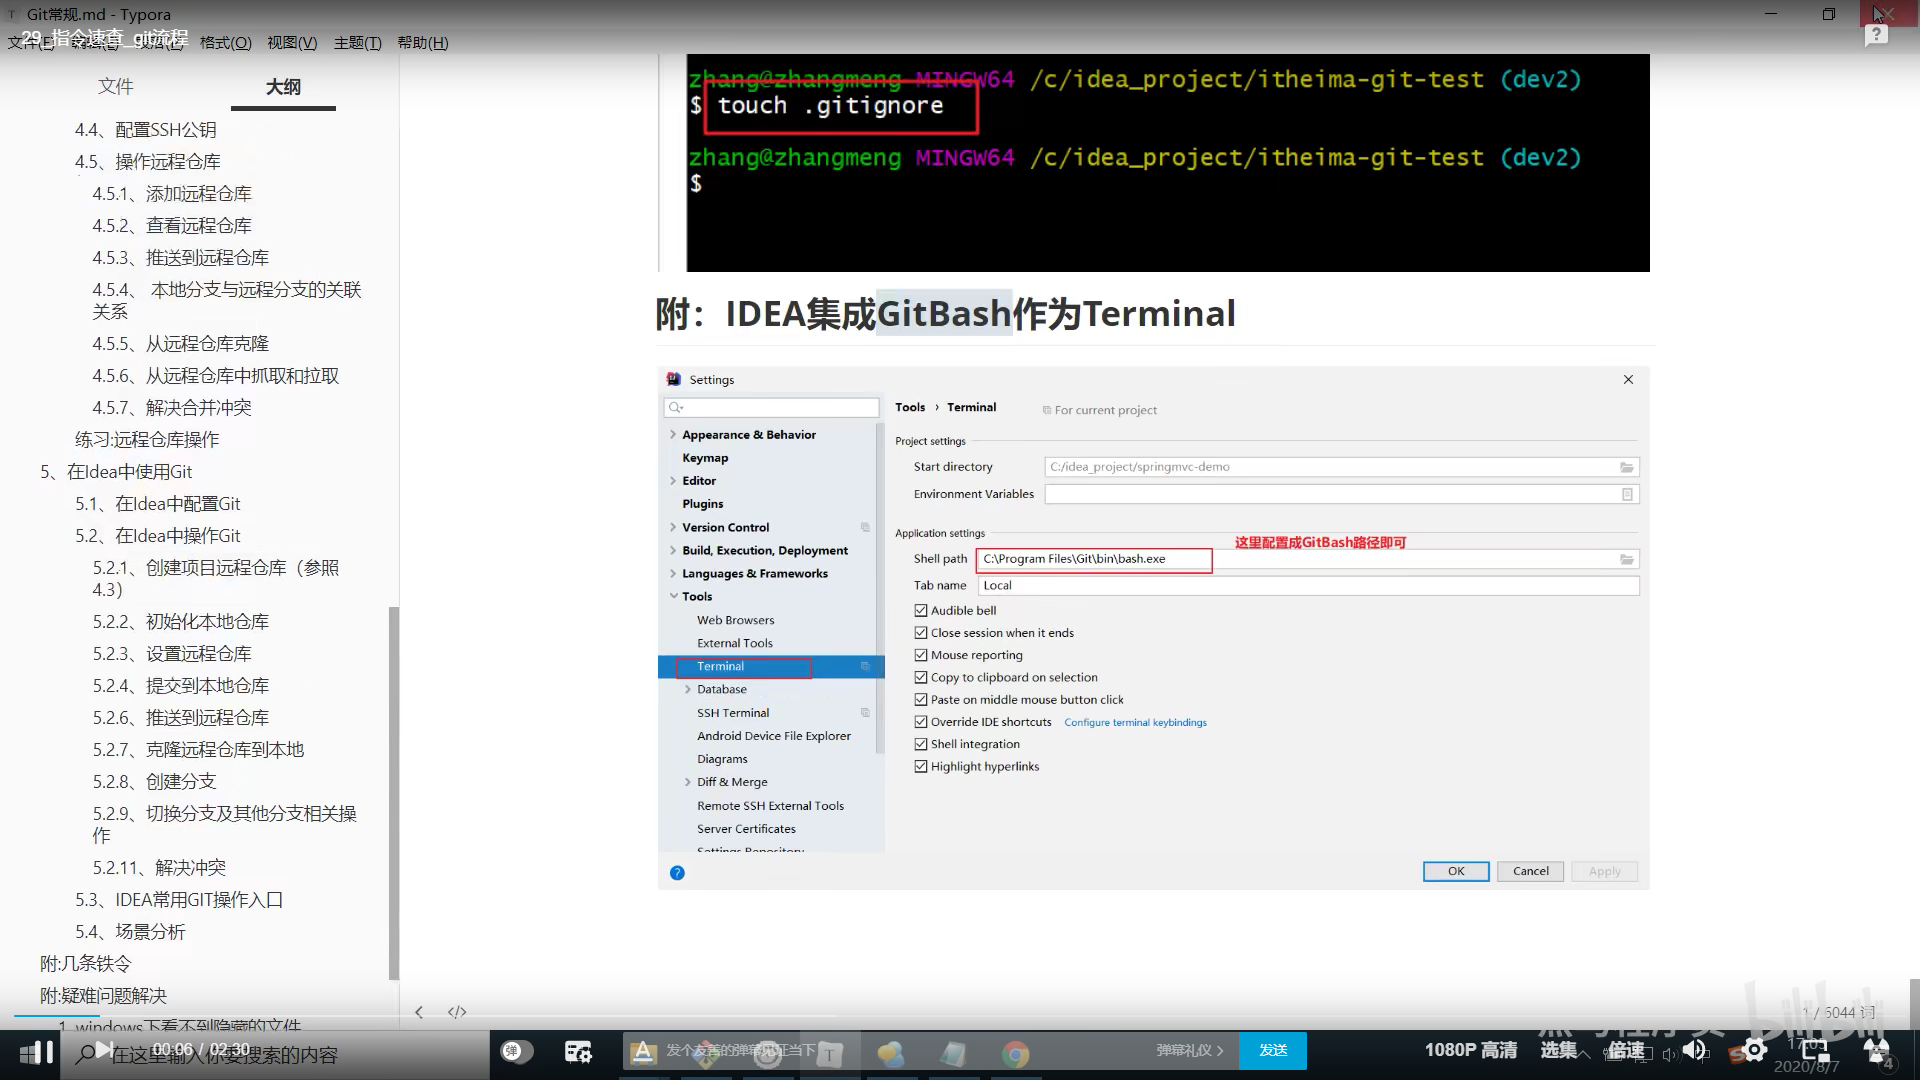 Git常规.md - Typora
29_指令速查_git流程
格式(O) 视图(V) 主题(T) 帮助(H)
文件
大纲
4.4、配置SSH公钥
4.5、操作远程仓库
4.5.1、添加远程仓库
4.5.2、查看远程仓库
4.5.3、推送到远程仓库
4.5.4、 本地分支与远程分支的关联
关系
4.5.5、从远程仓库克隆
4.5.6、从远程仓库中抓取和拉取
4.5.7、解决合并冲突
练习:远程仓库操作
5、在Idea中使用Git
5.1、在Idea中配置Git
5.2、在Idea中操作Git
5.2.1、创建项目远程仓库（参照
4.3）
5.2.2、初始化本地仓库
5.2.3、设置远程仓库
5.2.4、提交到本地仓库
5.2.6、推送到远程仓库
5.2.7、克隆远程仓库到本地
5.2.8、创建分支
5.2.9、切换分支及其他分支相关操
作
5.2.11、解决冲突
5.3、IDEA常用GIT操作入口
5.4、场景分析
附:几条铁令
附:疑难问题解决
1. windows下看不到隐藏的文件
zhang@zhangmeng MINGW64 /c/idea_project/itheima-git-test (dev2)
$ touch .gitignore
zhang@zhangmeng MINGW64 /c/idea_project/itheima-git-test (dev2)
$
附：IDEA集成GitBash作为Terminal
Settings
Appearance & Behavior
Keymap
Editor
Plugins
Version Control
Build, Execution, Deployment
Languages & Frameworks
Tools
Web Browsers
External Tools
Terminal
Database
SSH Terminal
Android Device File Explorer
Diagrams
Diff & Merge
Remote SSH External Tools
Server Certificates
Settings Repository
Tools › Terminal
For current project
Project settings
Start directory
C:/idea_project/springmvc-demo
Environment Variables
Application settings
这里配置成GitBash路径即可
Shell path
C:\Program Files\Git\bin\bash.exe
Tab name
Local
Audible bell
Close session when it ends
Mouse reporting
Copy to clipboard on selection
Paste on middle mouse button click
Override IDE shortcuts
Configure terminal keybindings
Shell integration
Highlight hyperlinks
OK
Cancel
Apply
1 / 6044 词
bilibili
00:06 / 02:30
在这里输入你要搜索的内容
弹
发个友善的弹幕见证当下
弹幕礼仪 >
发送
1080P 高清
选集
倍速
17:05
2020/8/7
4